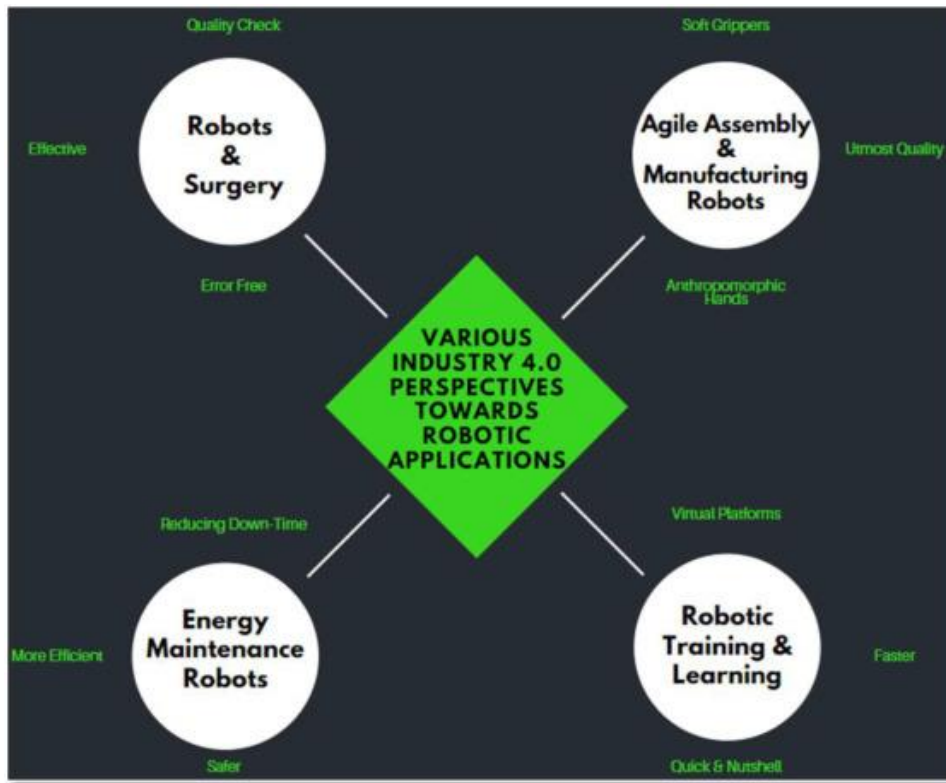 Quality Check
Soft Grippers
Robots
&
Surgery
Effective
Agile Assembly
&
Manufacturing
Robots
Utmost Quality
Error Free
Anthropomorphic
Hands
VARIOUS
INDUSTRY 4.0
PERSPECTIVES
TOWARDS
ROBOTIC
APPLICATIONS
Reducing Down-Time
Virtual Platforms
Energy
Maintenance
Robots
More Efficient
Robotic
Training &
Learning
Faster
Safer
Quick & Nutshell